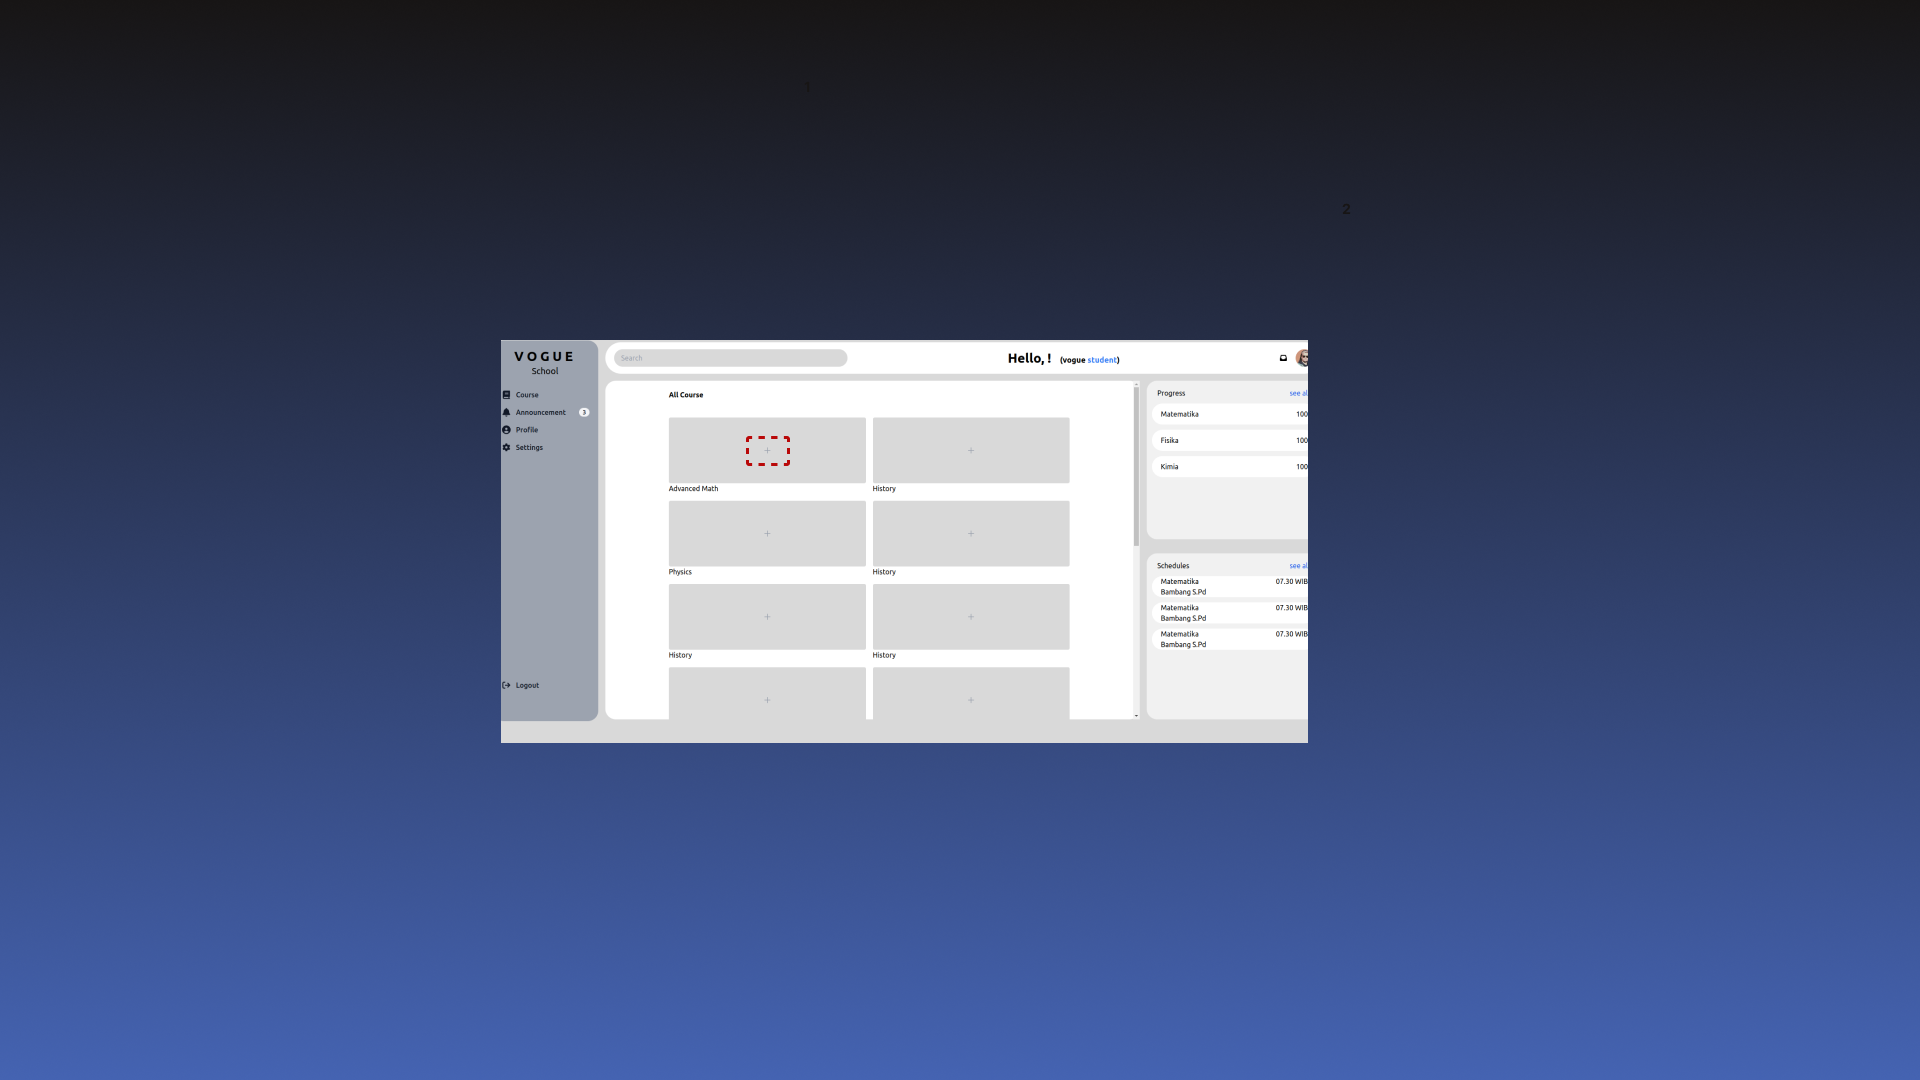 1
2
VOGUE
School
Course
Announcement 3
Profile
Settings
Logout
Search
Hello, ! (vogue student)
All Course
+
+
Advanced Math
History
+
+
Physics
History
+
+
History
History
+
+
Progress see al
Matematika 100
Fisika 100
Kimia 100
Schedules see al
Matematika 07.30 WIB
Bambang S.Pd
Matematika 07.30 WIB
Bambang S.Pd
Matematika 07.30 WIB
Bambang S.Pd